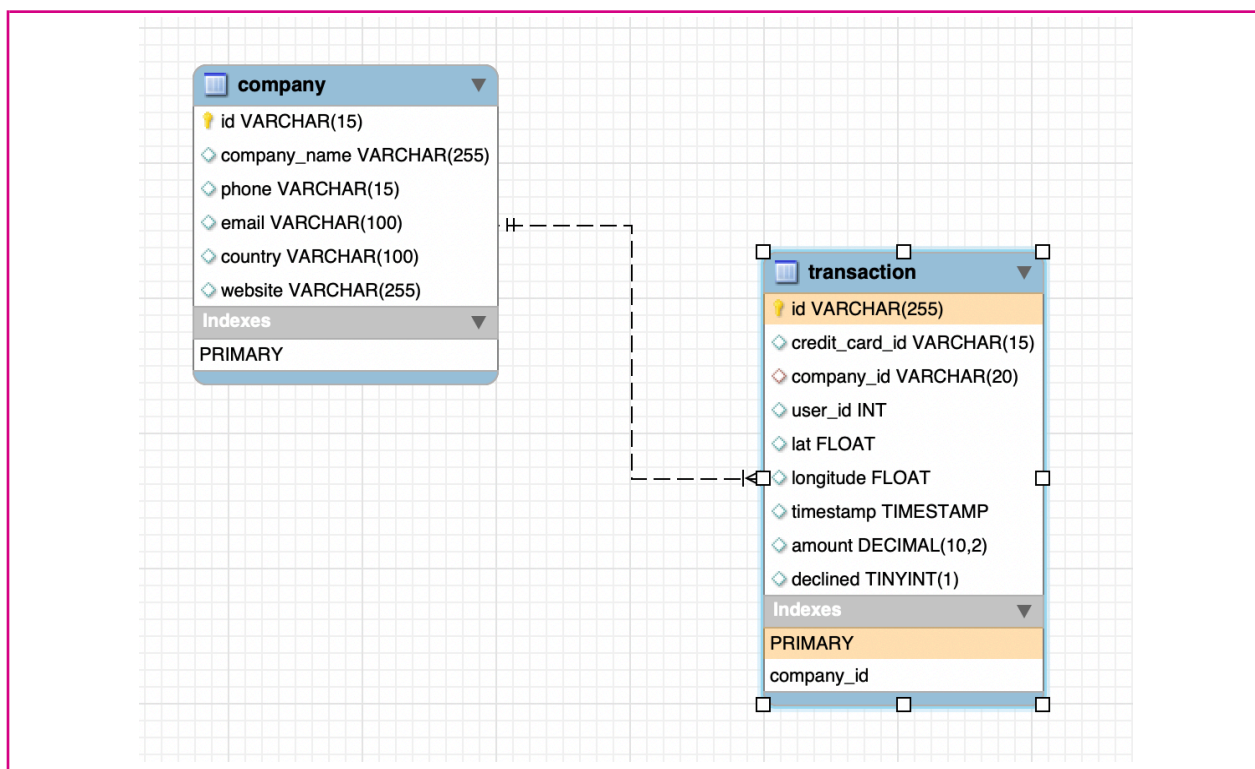 company
id VARCHAR(15)
company_name VARCHAR(255)
phone VARCHAR(15)
email VARCHAR(100)
country VARCHAR(100)
website VARCHAR(255)
Indexes
PRIMARY
transaction
id VARCHAR(255)
credit_card_id VARCHAR(15)
company_id VARCHAR(20)
user_id INT
lat FLOAT
longitude FLOAT
timestamp TIMESTAMP
amount DECIMAL(10,2)
declined TINYINT(1)
Indexes
PRIMARY
company_id